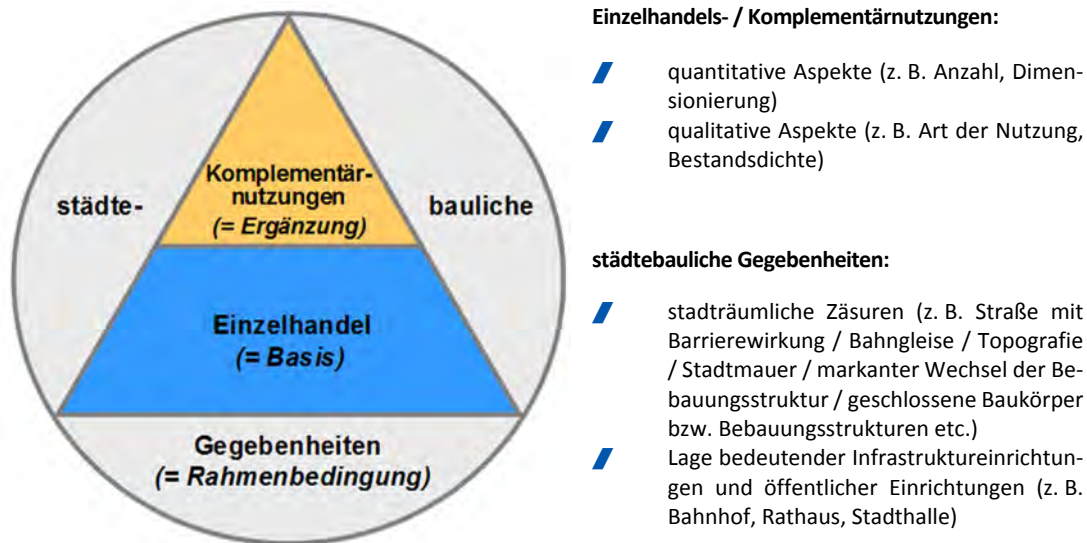 Komplementär-
nutzungen
(= Ergänzung)
städte-
bauliche
Einzelhandel
(= Basis)
Gegebenheiten
(= Rahmenbedingung)
Einzelhandels- / Komplementärnutzungen:
quantitative Aspekte (z. B. Anzahl, Dimen-
sionierung)
qualitative Aspekte (z. B. Art der Nutzung,
Bestandsdichte)
städtebauliche Gegebenheiten:
stadträumliche Zäsuren (z. B. Straße mit
Barrierewirkung / Bahngleise / Topografie
/ Stadtmauer / markanter Wechsel der Be-
bauungsstruktur / geschlossene Baukörper
bzw. Bebauungsstrukturen etc.)
Lage bedeutender Infrastruktureinrichtun-
gen und öffentlicher Einrichtungen (z. B.
Bahnhof, Rathaus, Stadthalle)